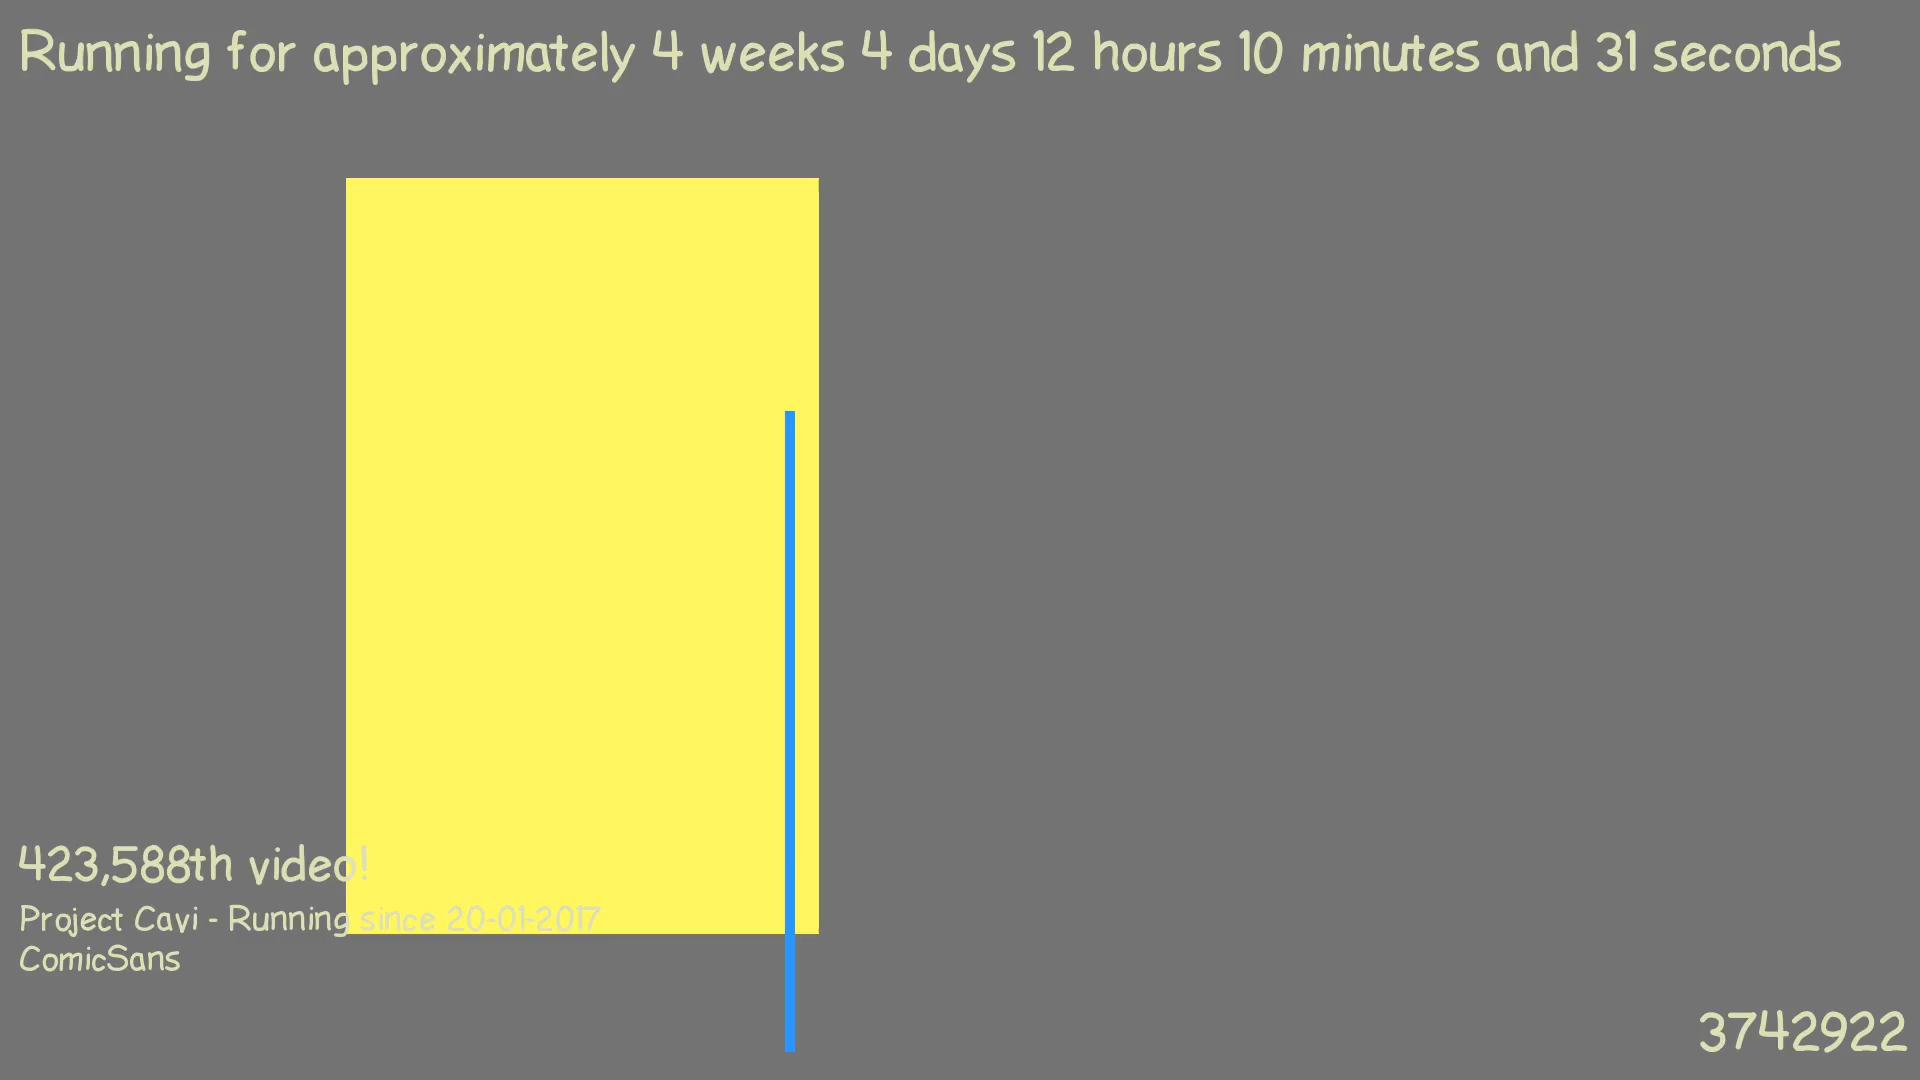 Running for approximately 4 weeks 4 days 12 hours 10 minutes and 31 seconds
423,588th video!
Project Cavi - Running since 20-01-2017
ComicSans
3742922